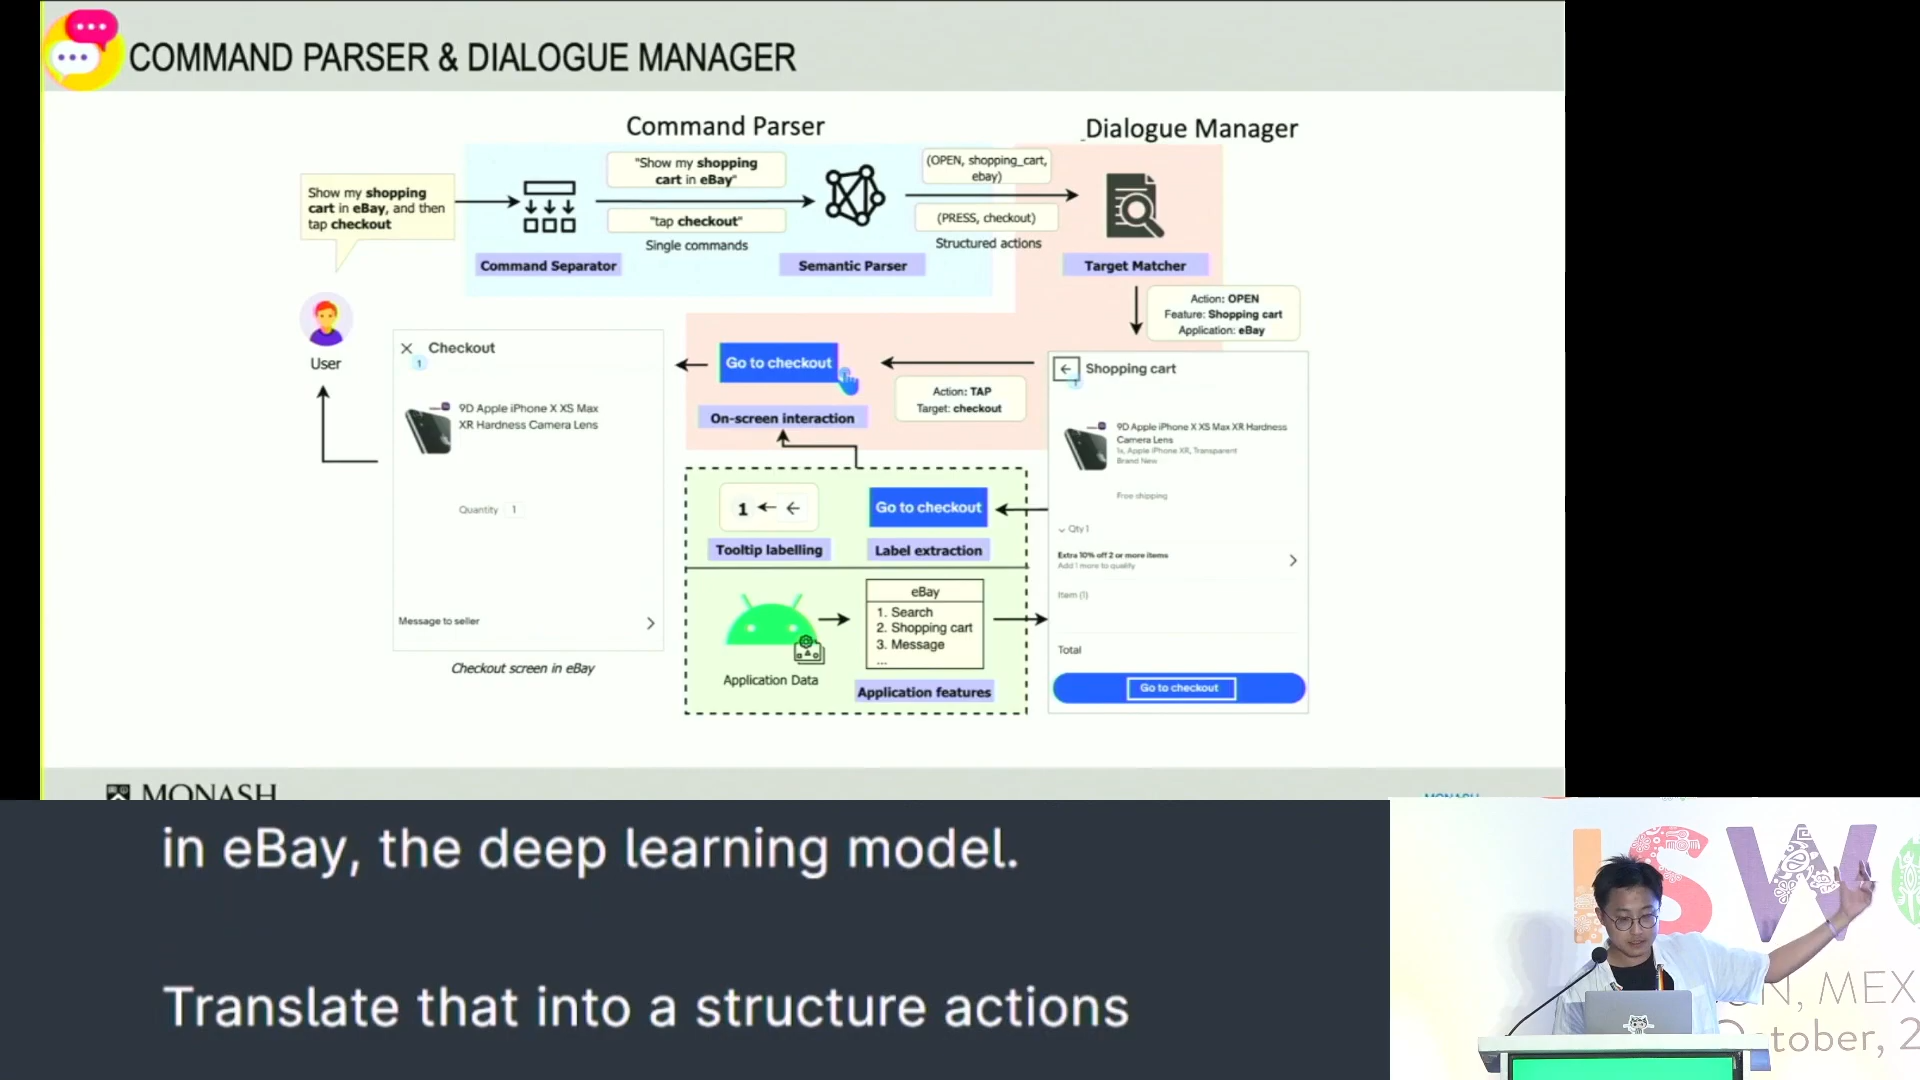 COMMAND PARSER & DIALOGUE MANAGER
Command Parser
Dialogue Manager
Show my shopping
cart in eBay, and then
tap checkout
"Show my shopping
cart in eBay"
"tap checkout"
Single commands
(OPEN, shopping_cart,
ebay)
(PRESS, checkout)
Structured actions
Command Separator
Semantic Parser
Target Matcher
Action: OPEN
Feature: Shopping cart
Application: eBay
User
Checkout
1
9D Apple iPhone X XS Max
XR Hardness Camera Lens
Quantity 1
Message to seller
Checkout screen in eBay
Go to checkout
On-screen interaction
Action: TAP
Target: checkout
1
Tooltip labelling
Go to checkout
Label extraction
Application Data
eBay
1. Search
2. Shopping cart
3. Message
...
Application features
Shopping cart
1
9D Apple iPhone X XS Max XR Hardness
Camera Lens
1x, Apple iPhone XR, Transparent
Brand New
Free shipping
Qty 1
Extra 10% off 2 or more items
Add 1 more to qualify
Item (1)
Total
Go to checkout
MONASH
MONASH
in eBay, the deep learning model.
Translate that into a structure actions
ISW
N, MEX
ctober, 2